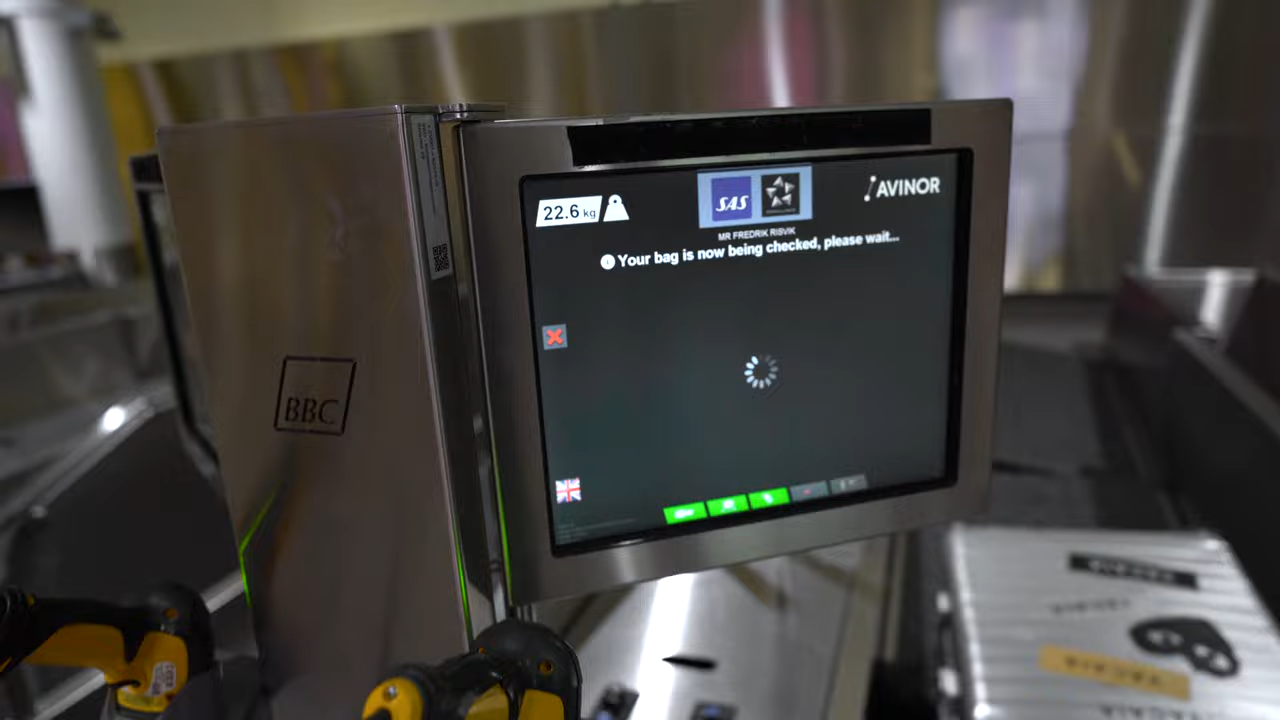 22.6 kg
SAS
AVINOR
MR FREDRIK RISVIK
Your bag is now being checked, please wait...
BBC